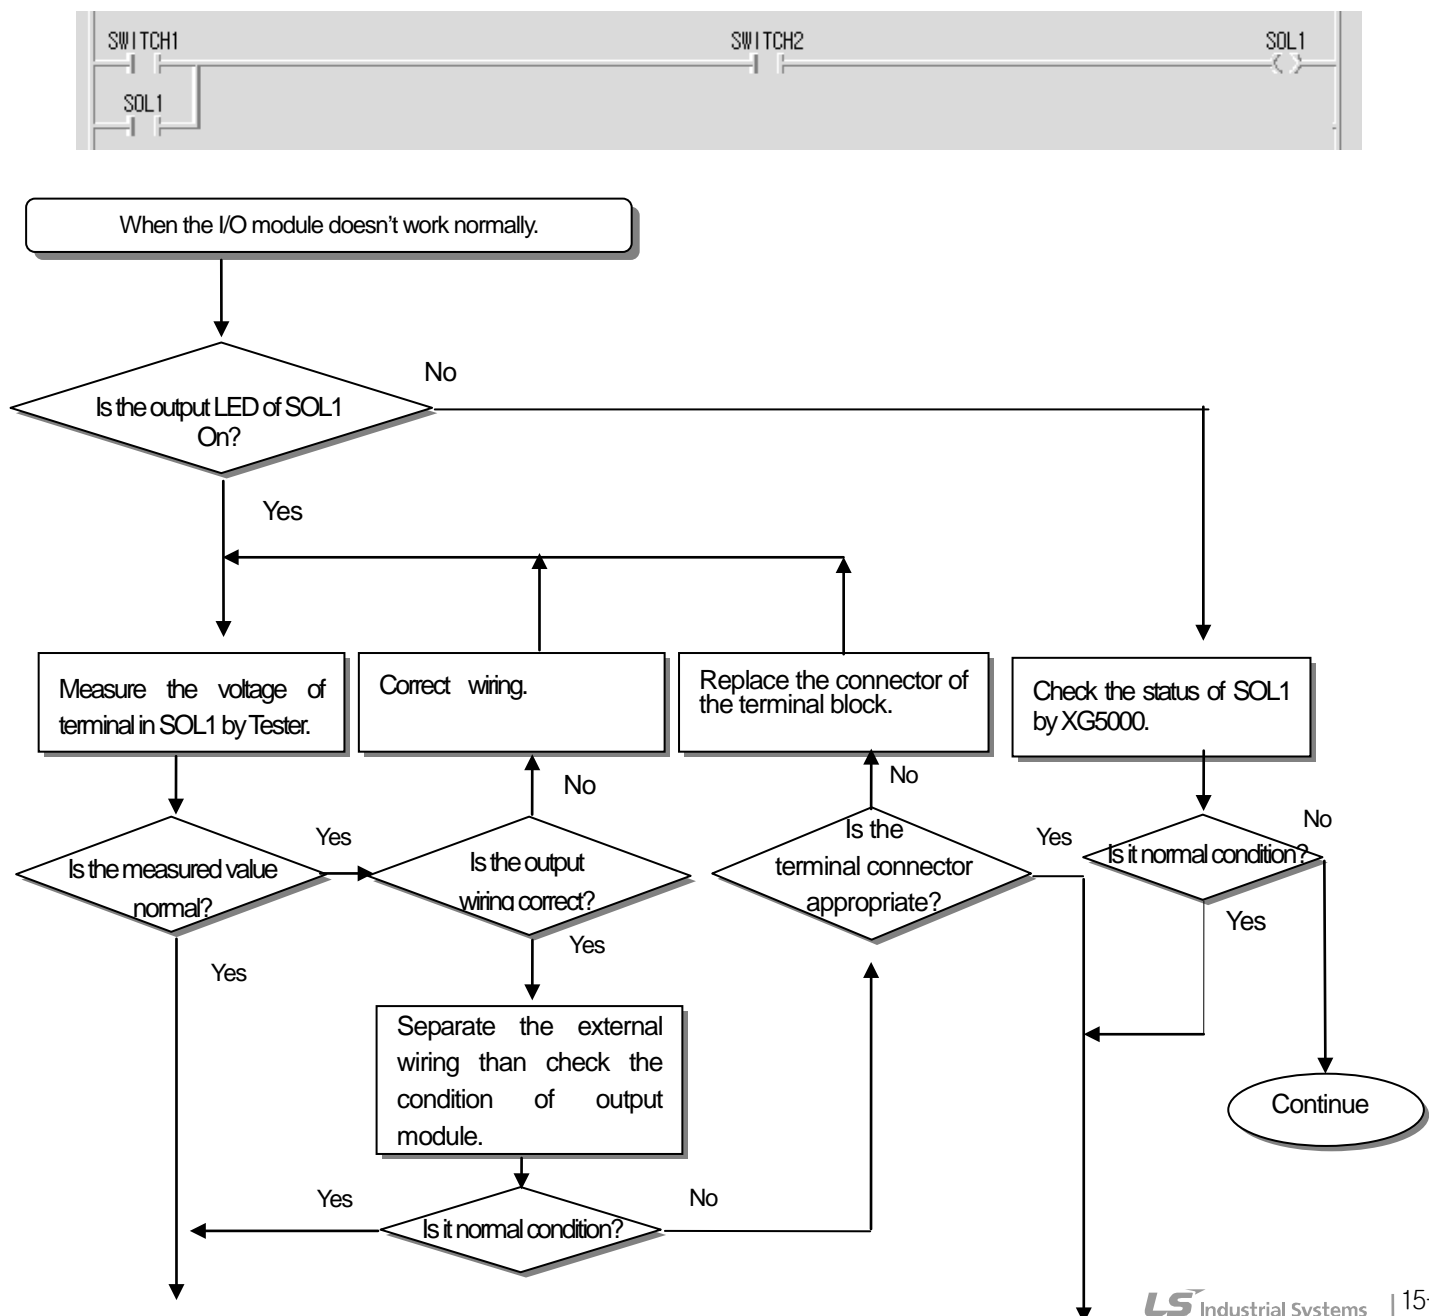 SWITCH1
SWITCH2
SOL1
SOL1
When the I/O module doesn't work normally.
Is the output LED of SOL1
On?
No
Yes
Measure the voltage of
terminal in SOL1 by Tester.
Correct wiring.
Replace the connector of
the terminal block.
Check the status of SOL1
by XG5000.
No
No
Is the measured value
normal?
Yes
Is the output
wiring correct?
Is the
terminal connector
appropriate?
Yes
Is it normal condition?
No
Yes
Yes
Yes
Separate the external
wiring than check the
condition of output
module.
Continue
Yes
Is it normal condition?
No
LS Industrial Systems | 15-